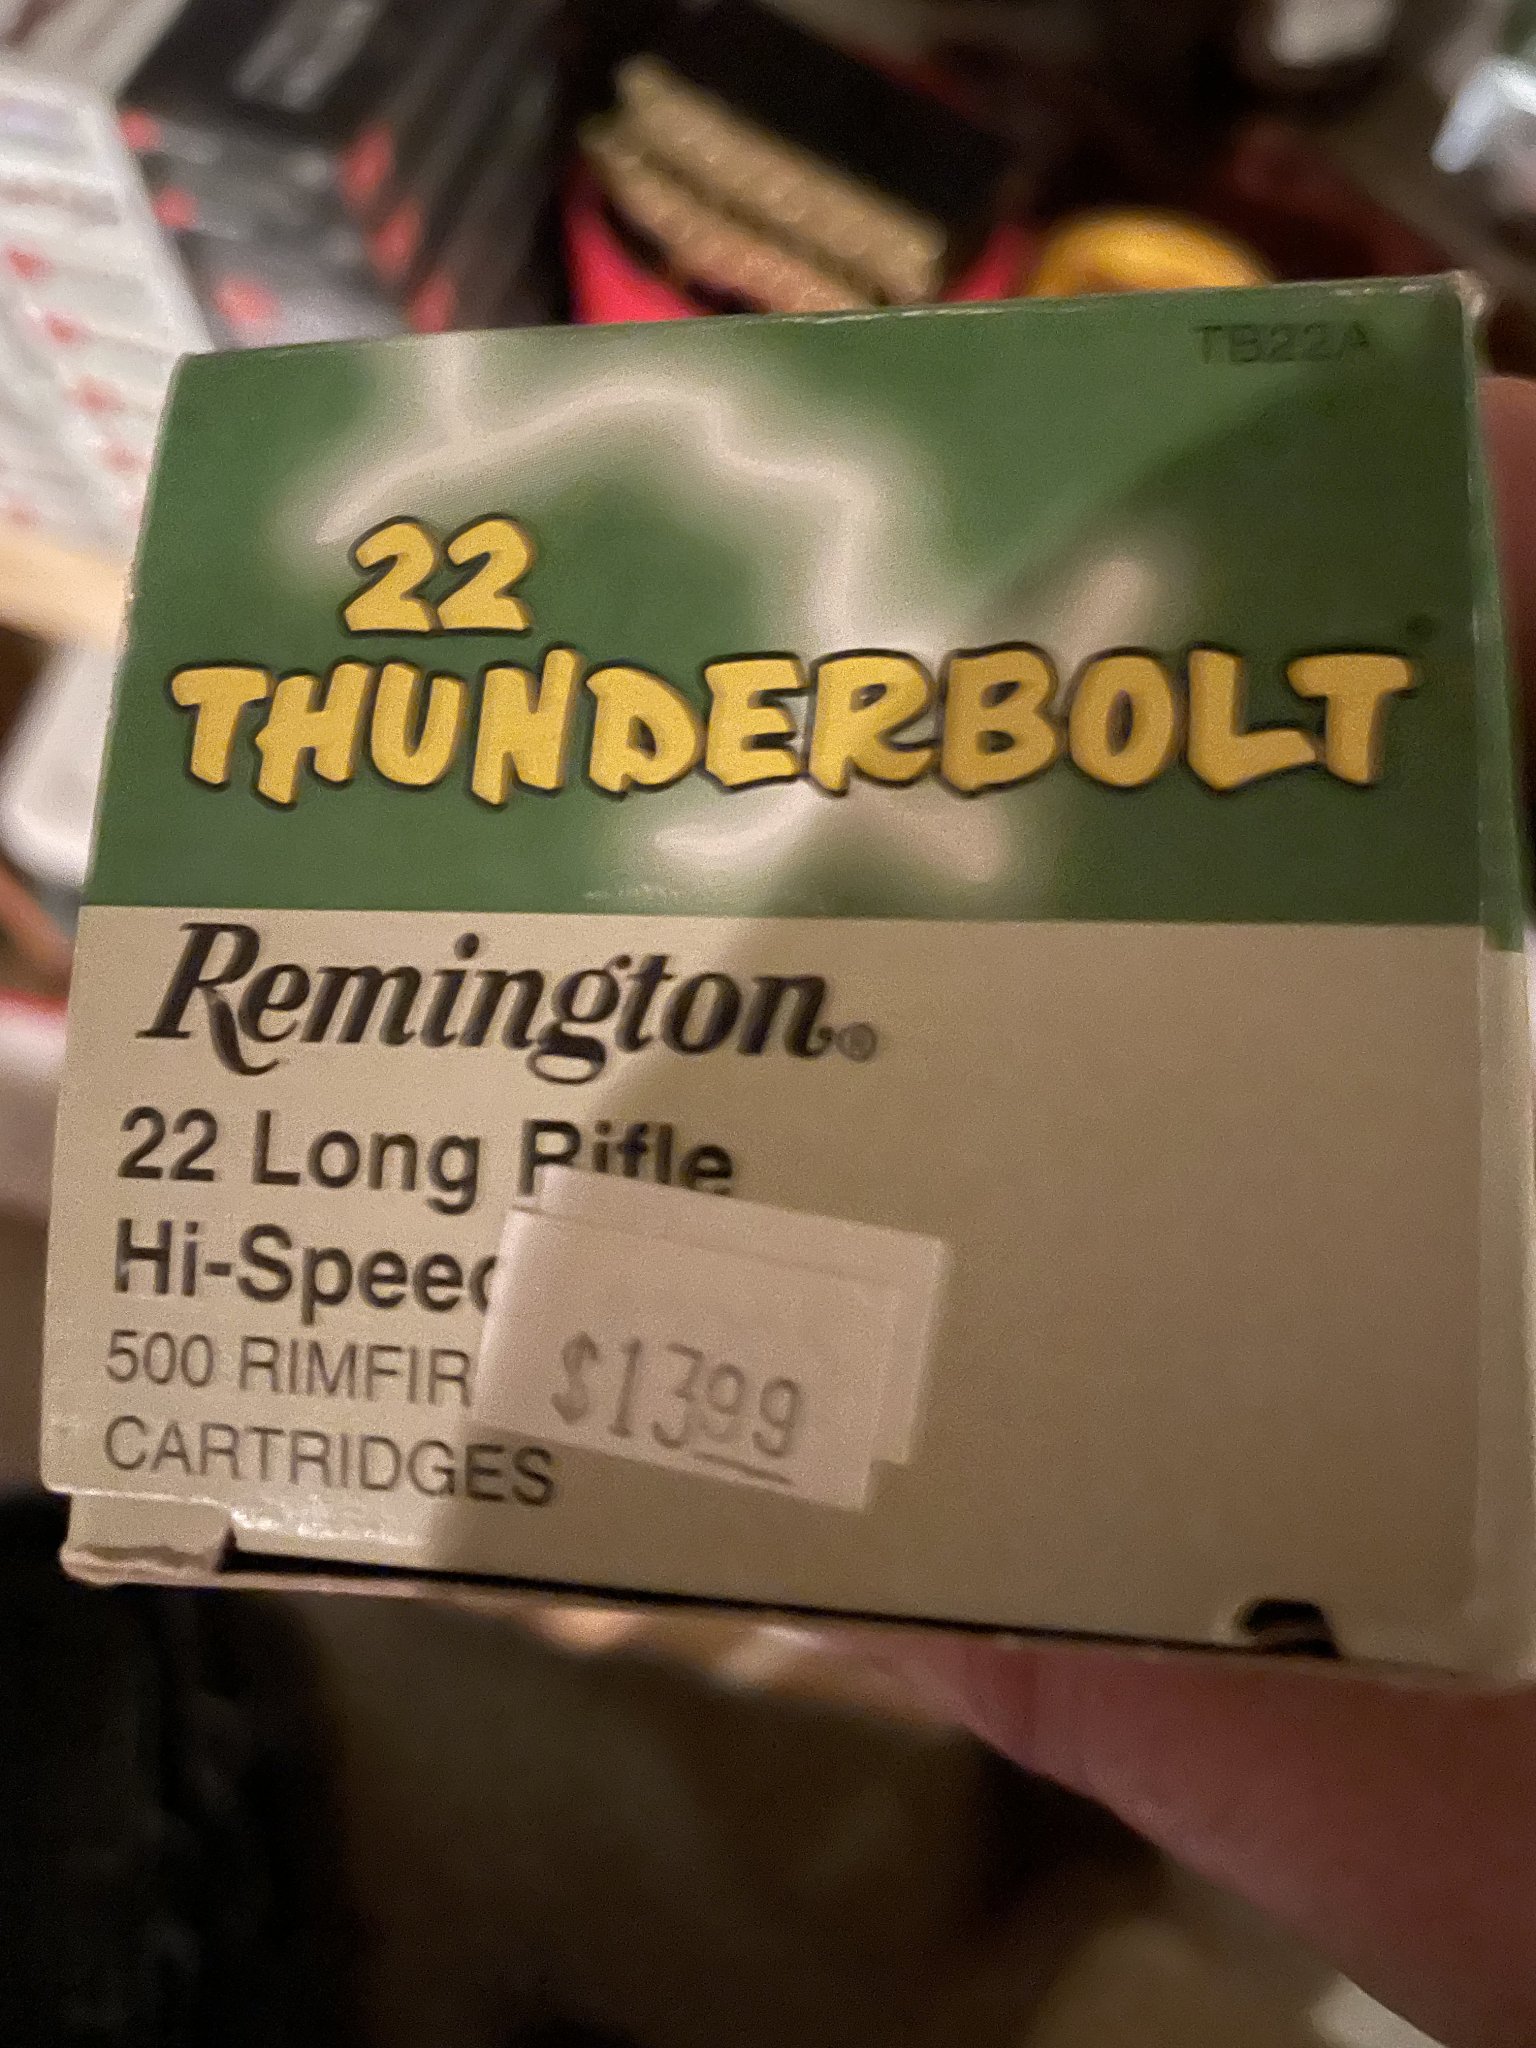 TB22A
22
THUNDERBOLT
Remington®
22 Long Rifle
Hi-Speed
500 RIMFIR
CARTRIDGES
$13.99